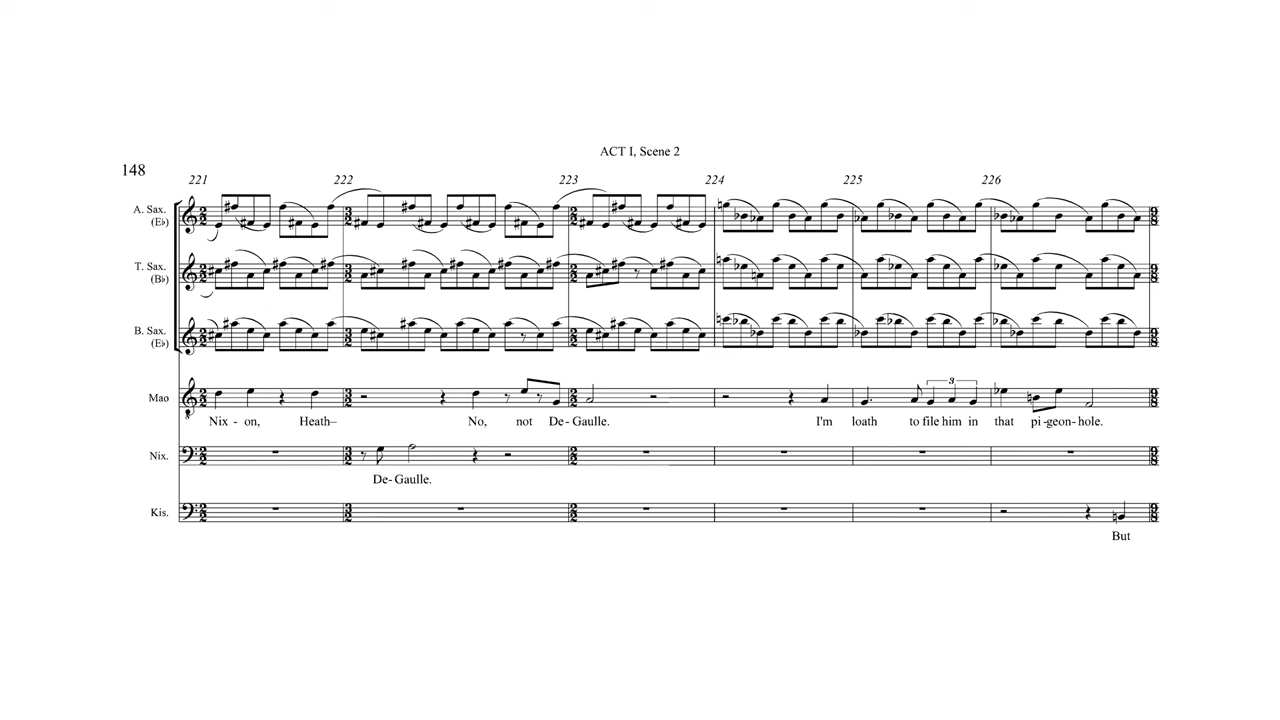 ACT I, Scene 2
148
221 222 223 224 225 226
A. Sax.
(E♭)
T. Sax.
(B♭)
B. Sax.
(E♭)
Mao
Nix - on, Heath– No, not De- Gaulle. I'm loath to file him in that pi-geon-hole.
Nix.
De- Gaulle.
Kis.
But